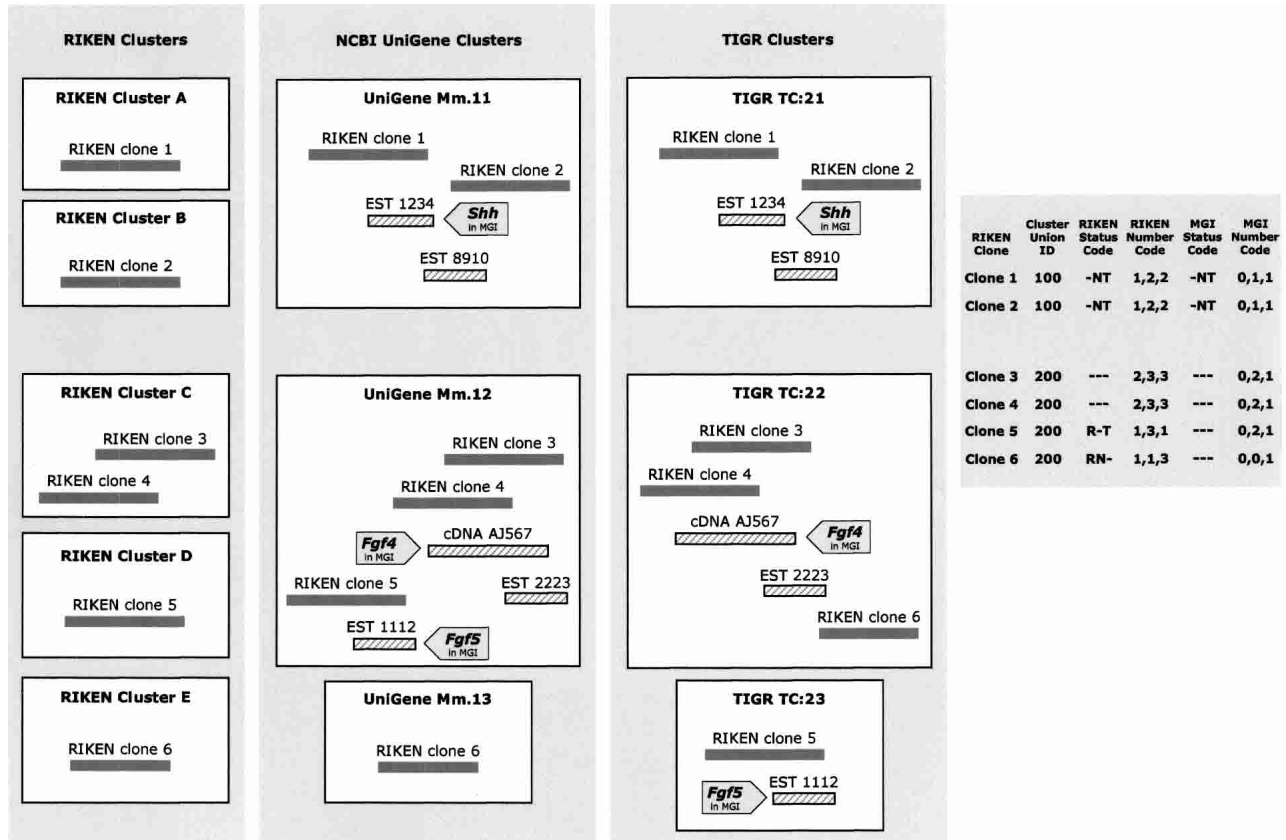 RIKEN Clusters
RIKEN Cluster A
RIKEN clone 1
RIKEN Cluster B
RIKEN clone 2
RIKEN Cluster C
RIKEN clone 3
RIKEN clone 4
RIKEN Cluster D
RIKEN clone 5
RIKEN Cluster E
RIKEN clone 6
NCBI UniGene Clusters
UniGene Mm.11
RIKEN clone 1
RIKEN clone 2
EST 1234
Shh
in MGI
EST 8910
UniGene Mm.12
RIKEN clone 3
RIKEN clone 4
cDNA AJ567
Fgf4
in MGI
RIKEN clone 5
EST 2223
EST 1112
Fgf5
in MGI
UniGene Mm.13
RIKEN clone 6
TIGR Clusters
TIGR TC:21
RIKEN clone 1
RIKEN clone 2
EST 1234
Shh
in MGI
EST 8910
TIGR TC:22
RIKEN clone 3
RIKEN clone 4
cDNA AJ567
Fgf4
in MGI
EST 2223
RIKEN clone 6
TIGR TC:23
RIKEN clone 5
EST 1112
Fgf5
in MGI
Cluster RIKEN RIKEN MGI MGI
RIKEN Union Status Number Status Number
Clone ID Code Code Code Code
Clone 1 100 -NT 1,2,2 -NT 0,1,1
Clone 2 100 -NT 1,2,2 -NT 0,1,1
Clone 3 200 --- 2,3,3 --- 0,2,1
Clone 4 200 --- 2,3,3 --- 0,2,1
Clone 5 200 R-T 1,3,1 --- 0,2,1
Clone 6 200 RN- 1,1,3 --- 0,0,1